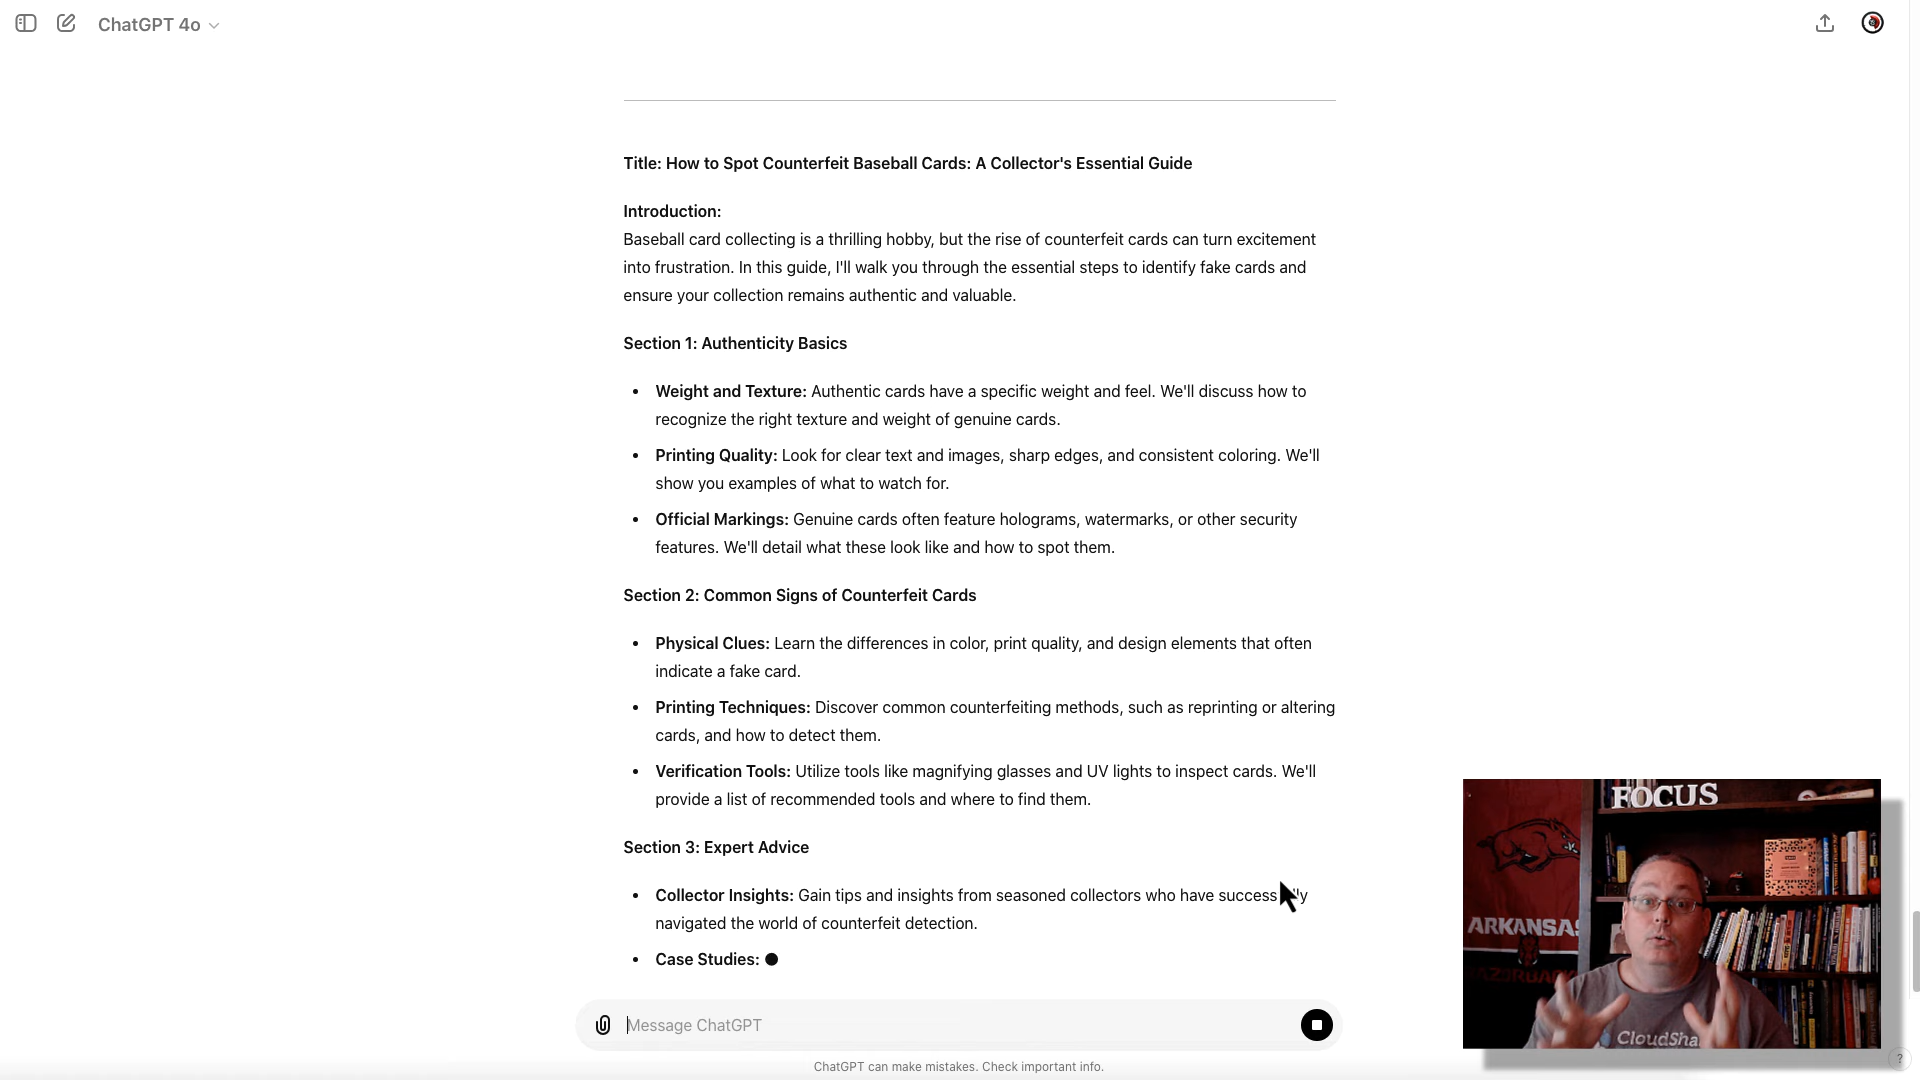 ChatGPT 4o
Title: How to Spot Counterfeit Baseball Cards: A Collector's Essential Guide
Introduction:
Baseball card collecting is a thrilling hobby, but the rise of counterfeit cards can turn excitement
into frustration. In this guide, I'll walk you through the essential steps to identify fake cards and
ensure your collection remains authentic and valuable.
Section 1: Authenticity Basics
• Weight and Texture: Authentic cards have a specific weight and feel. We'll discuss how to
recognize the right texture and weight of genuine cards.
• Printing Quality: Look for clear text and images, sharp edges, and consistent coloring. We'll
show you examples of what to watch for.
• Official Markings: Genuine cards often feature holograms, watermarks, or other security
features. We'll detail what these look like and how to spot them.
Section 2: Common Signs of Counterfeit Cards
• Physical Clues: Learn the differences in color, print quality, and design elements that often
indicate a fake card.
• Printing Techniques: Discover common counterfeiting methods, such as reprinting or altering
cards, and how to detect them.
• Verification Tools: Utilize tools like magnifying glasses and UV lights to inspect cards. We'll
provide a list of recommended tools and where to find them.
Section 3: Expert Advice
• Collector Insights: Gain tips and insights from seasoned collectors who have successfully
navigated the world of counterfeit detection.
• Case Studies:
Message ChatGPT
ChatGPT can make mistakes. Check important info.
?
FOCUS
ARKANSAS
RAZORBACK
CloudSha